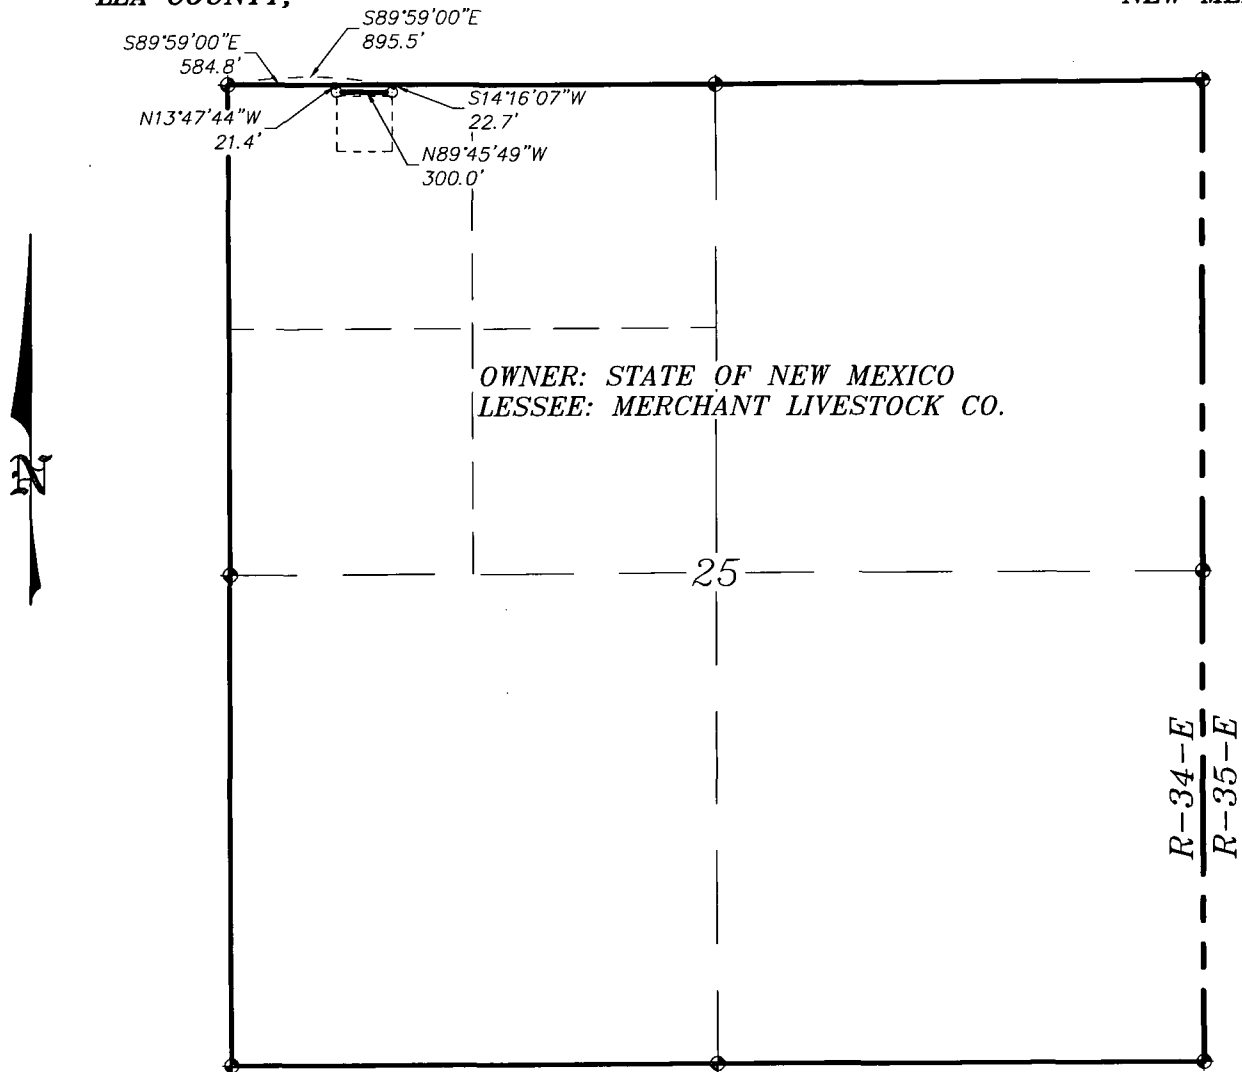 S89°59'00"E
895.5'
S89°59'00"E
584.8'
S14°16'07"W
22.7'
N13°47'44"W
21.4'
N89°45'49"W
300.0'
OWNER: STATE OF NEW MEXICO
LESSEE: MERCHANT LIVESTOCK CO.
N
25
R-34-E
R-35-E